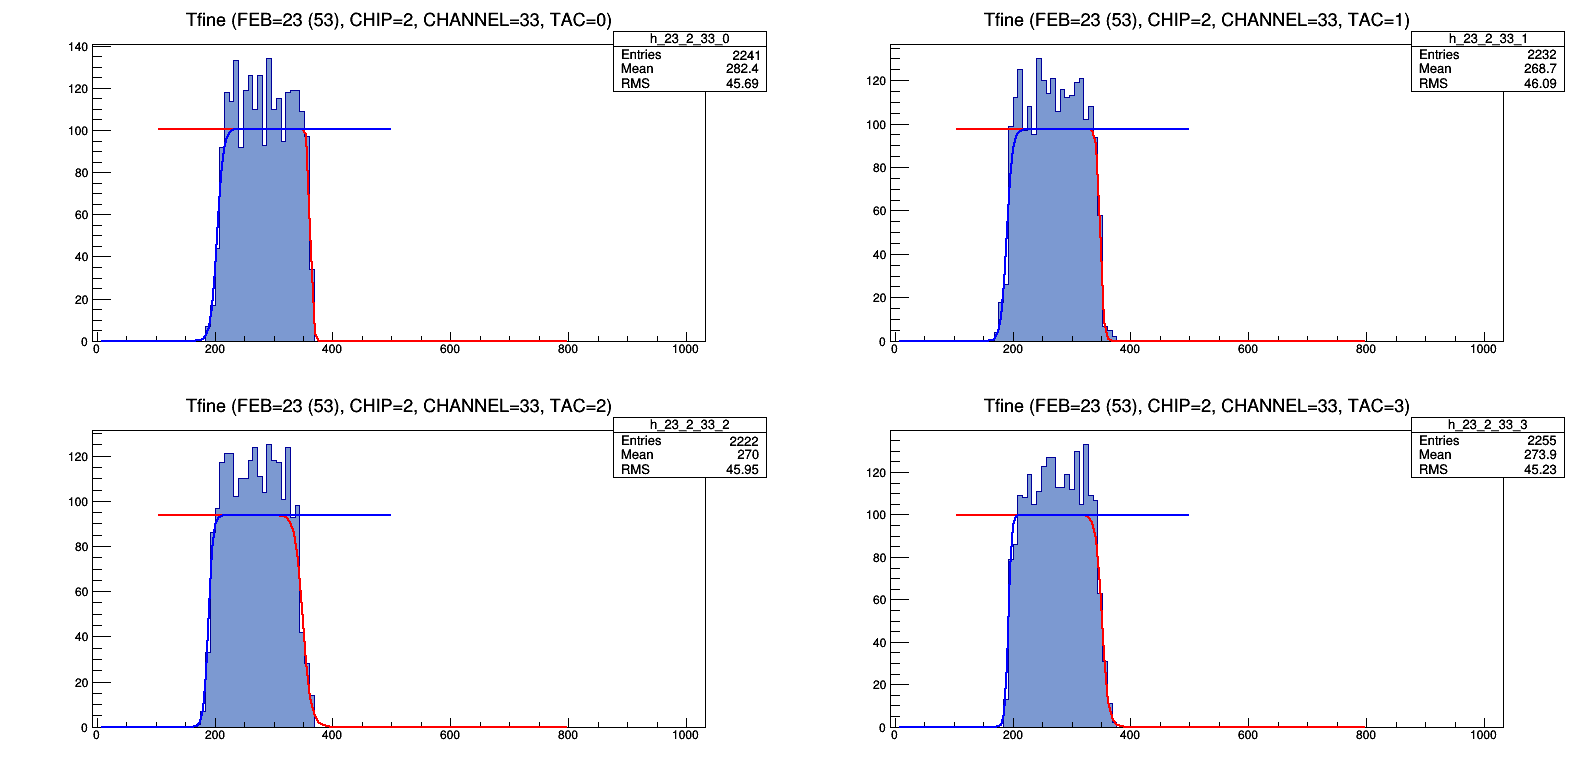 Tfine (FEB=23 (53), CHIP=2, CHANNEL=33, TAC=0)
h_23_2_33_0
Entries 2241
Mean 282.4
RMS 45.69
140
120
100
80
60
40
20
0
0 200 400 600 800 1000
Tfine (FEB=23 (53), CHIP=2, CHANNEL=33, TAC=1)
h_23_2_33_1
Entries 2232
Mean 268.7
RMS 46.09
120
100
80
60
40
20
0
0 200 400 600 800 1000
Tfine (FEB=23 (53), CHIP=2, CHANNEL=33, TAC=2)
h_23_2_33_2
Entries 2222
Mean 270
RMS 45.95
120
100
80
60
40
20
0
0 200 400 600 800 1000
Tfine (FEB=23 (53), CHIP=2, CHANNEL=33, TAC=3)
h_23_2_33_3
Entries 2255
Mean 273.9
RMS 45.23
120
100
80
60
40
20
0
0 200 400 600 800 1000